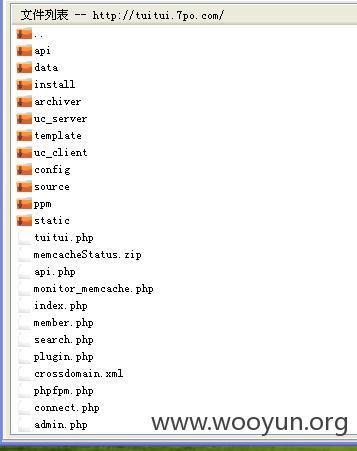 文件列表 -- http://tuitui.7po.com/
..
api
data
install
archiver
uc_server
template
uc_client
config
source
ppm
static
tuitui.php
memcacheStatus.zip
api.php
monitor_memcache.php
index.php
member.php
search.php
plugin.php
crossdomain.xml
phpfpm.php
connect.php
admin.php
www.wooyun.org